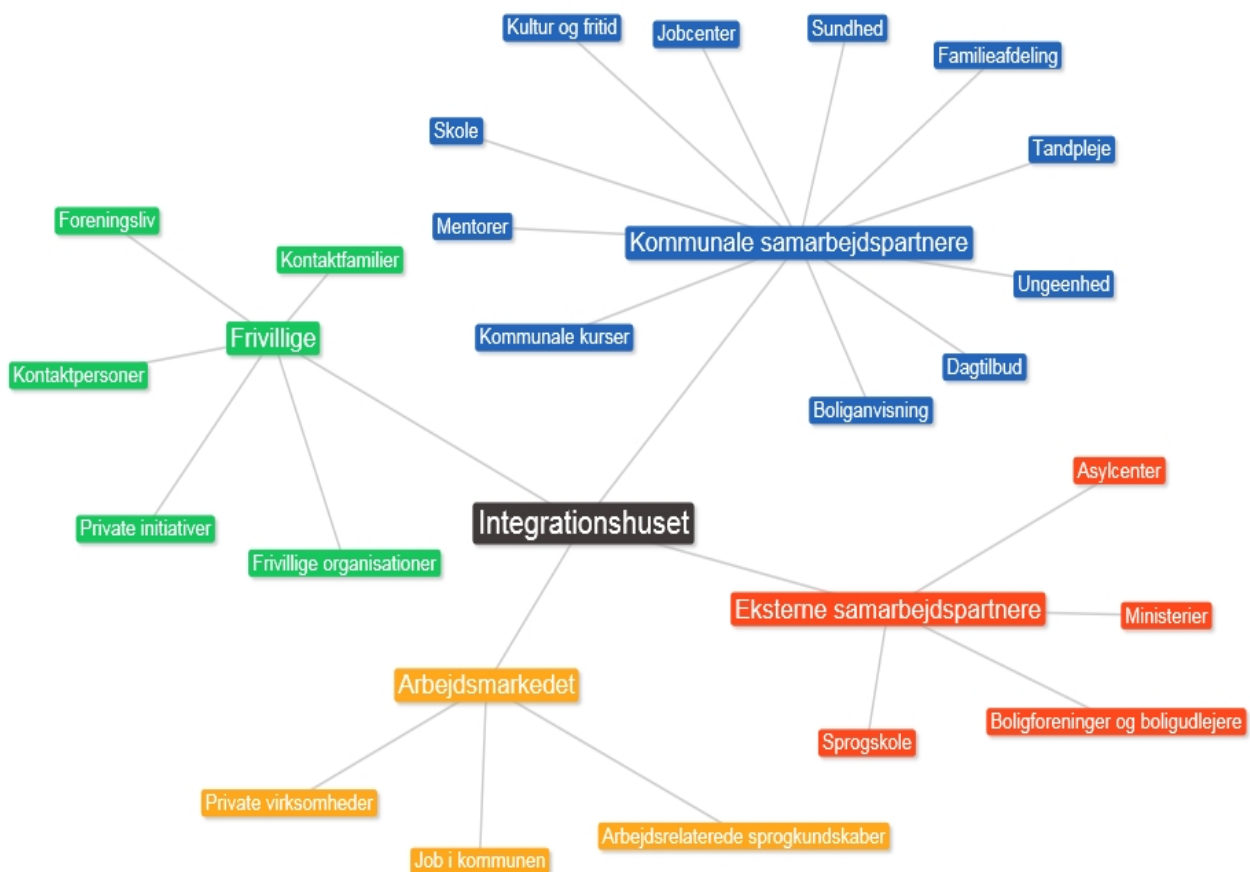 Kultur og fritid
Jobcenter
Sundhed
Familieafdeling
Skole
Tandpleje
Foreningsliv
Mentorer
Kommunale samarbejdspartnere
Kontaktfamilier
Ungeenhed
Frivillige
Kommunale kurser
Kontaktpersoner
Dagtilbud
Boliganvisning
Asylcenter
Integrationshuset
Private initiativer
Frivillige organisationer
Eksterne samarbejdspartnere
Ministerier
Arbejdsmarkedet
Boligforeninger og boligudlejere
Sprogskole
Private virksomheder
Arbejdsrelaterede sprogkundskaber
Job i kommunen